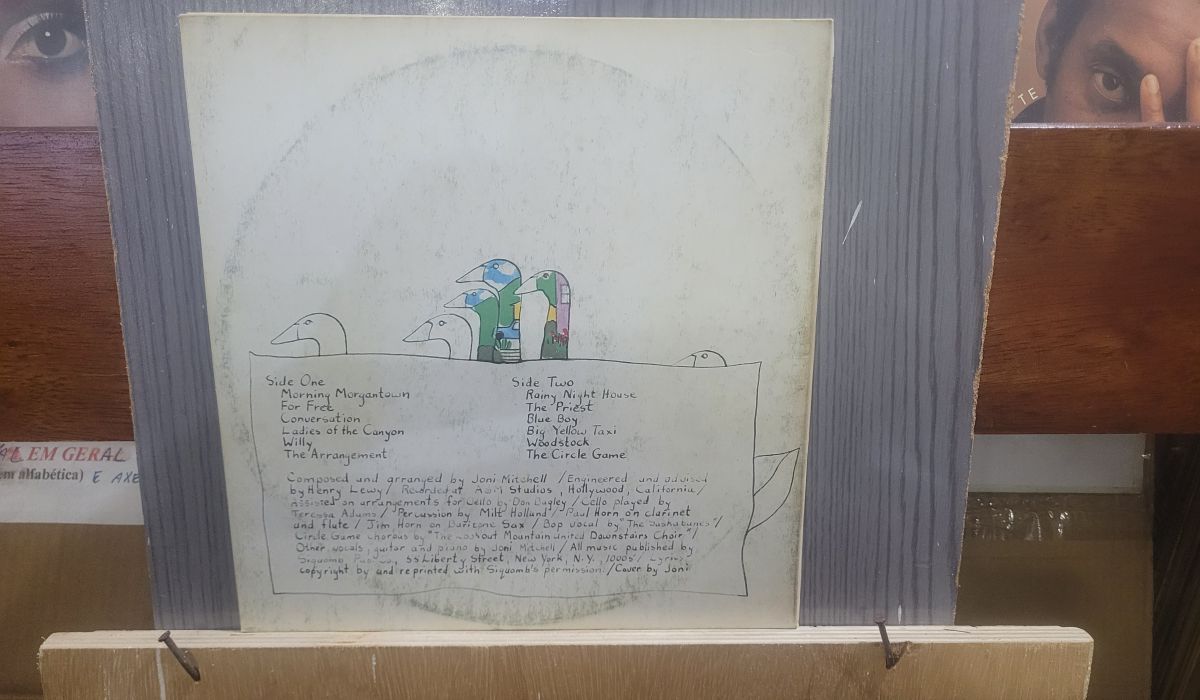 TE
Side One
Morning Morgantown
For Free
Conversation
Ladies of the Canyon
Willy
The Arrangement
Side Two
Rainy Night House
The Priest
Blue Boy
Big Yellow Taxi
Woodstock
The Circle Game
Composed and arranged by Joni Mitchell / Engineered and advised
by Henry Lewy / Recorded at A&M Studios, Hollywood, California /
Assisted on arrangements for Cello by Don Bagley / Cello played by
Teressa Adams / Percussion by Milt Holland / Paul Horn on clarinet
and flute / Jim Horn on Baritone Sax / Bop vocal by "The Saskatunes" /
Circle Game chorous by "The Lookout Mountain United Downstairs Choir" /
Other vocals, guitar and piano by Joni Mitchell / All music published by
Siquomb 55 Liberty Street, New York, N.Y., Lyrics
copyright by and reprinted with Siquomb's permission. / Cover by Joni
EM GERAL
em alfabética) E AXE